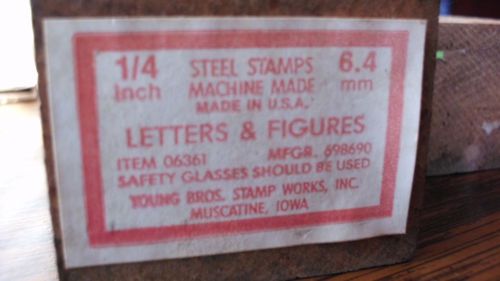 1/4 STEEL STAMPS 6.4
inch MACHINE MADE mm
MADE IN U.S.A.
LETTERS & FIGURES
ITEM 06361 MFGR. 698690
SAFETY GLASSES SHOULD BE USED
YOUNG BROS. STAMP WORKS, INC.
MUSCATINE, IOWA